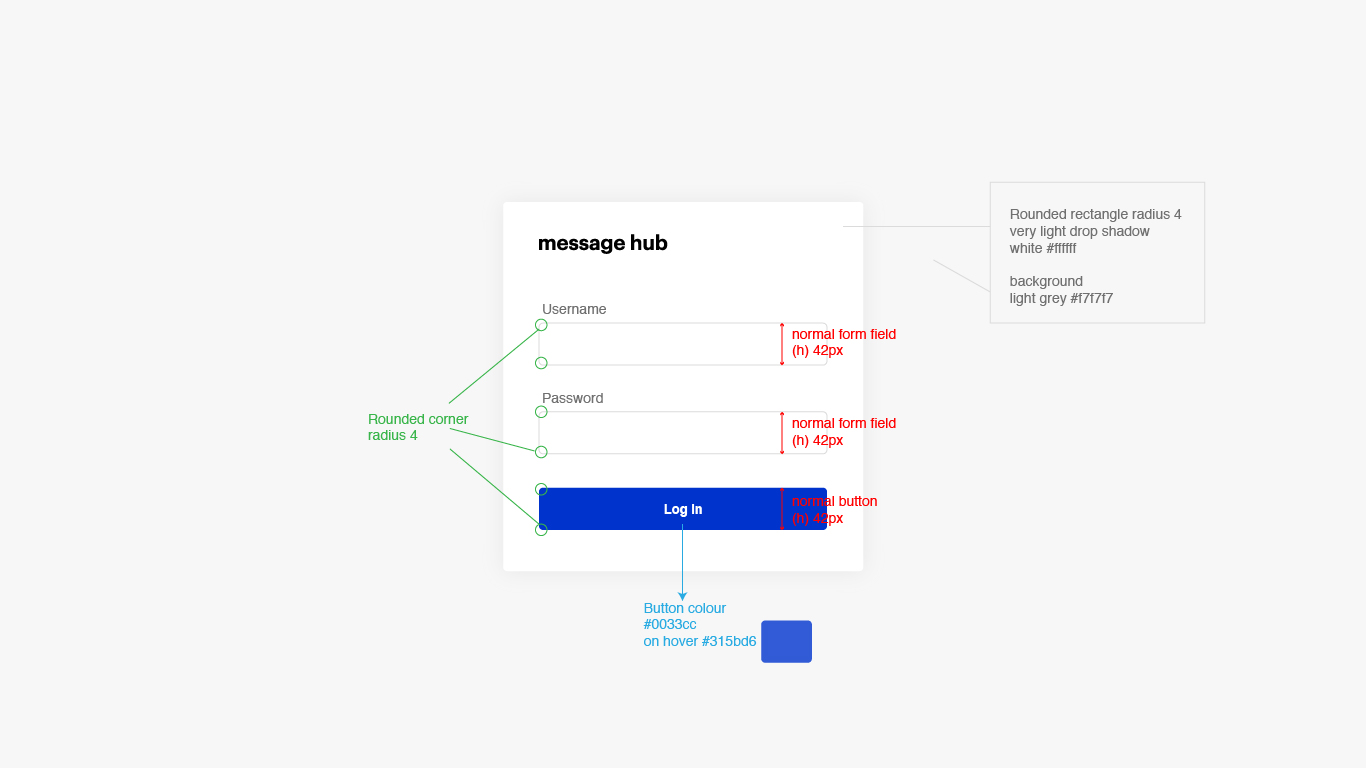 message hub
Username
normal form field
(h) 42px
Password
normal form field
(h) 42px
Log In
normal button
(h) 42px
Rounded corner
radius 4
Rounded rectangle radius 4
very light drop shadow
white #ffffff
background
light grey #f7f7f7
Button colour
#0033cc
on hover #315bd6